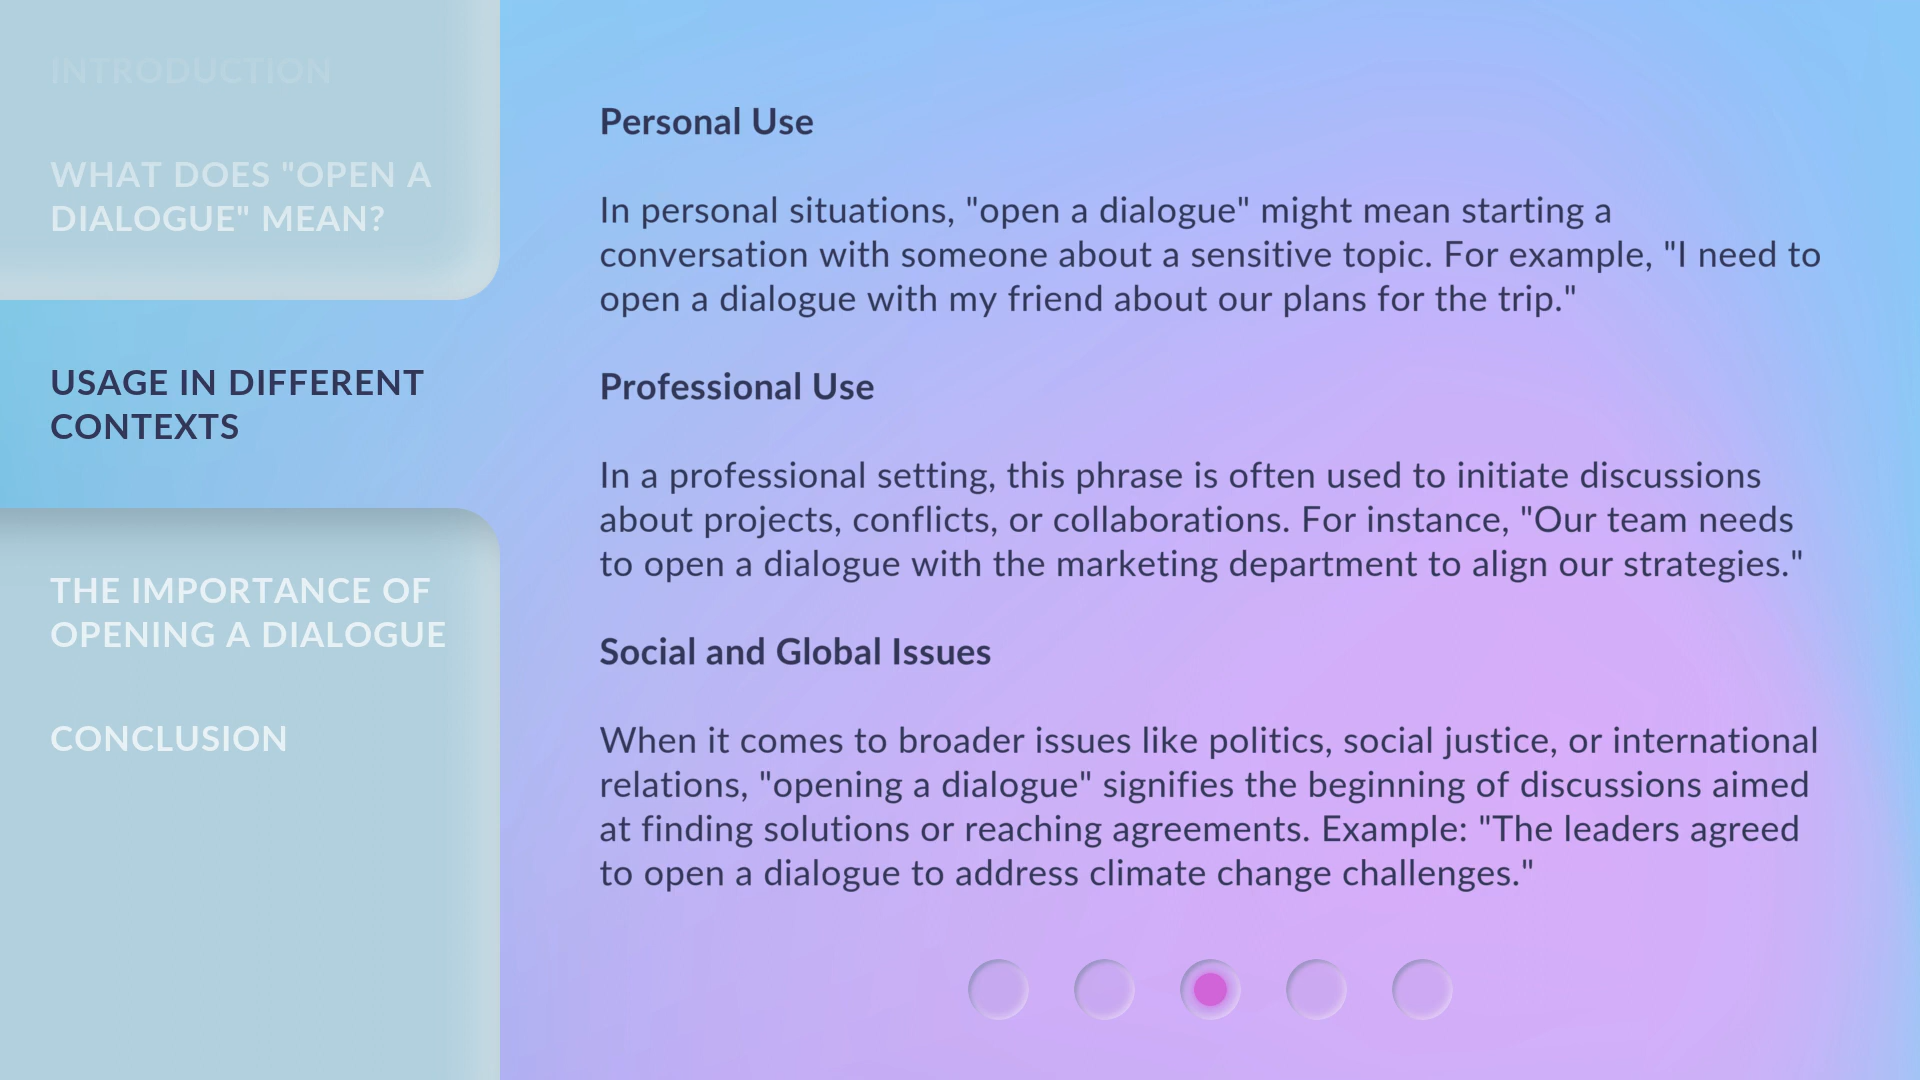 INTRODUCTION
WHAT DOES "OPEN A
DIALOGUE" MEAN?
USAGE IN DIFFERENT
CONTEXTS
THE IMPORTANCE OF
OPENING A DIALOGUE
CONCLUSION
Personal Use
In personal situations, "open a dialogue" might mean starting a
conversation with someone about a sensitive topic. For example, "I need to
open a dialogue with my friend about our plans for the trip."
Professional Use
In a professional setting, this phrase is often used to initiate discussions
about projects, conflicts, or collaborations. For instance, "Our team needs
to open a dialogue with the marketing department to align our strategies."
Social and Global Issues
When it comes to broader issues like politics, social justice, or international
relations, "opening a dialogue" signifies the beginning of discussions aimed
at finding solutions or reaching agreements. Example: "The leaders agreed
to open a dialogue to address climate change challenges."